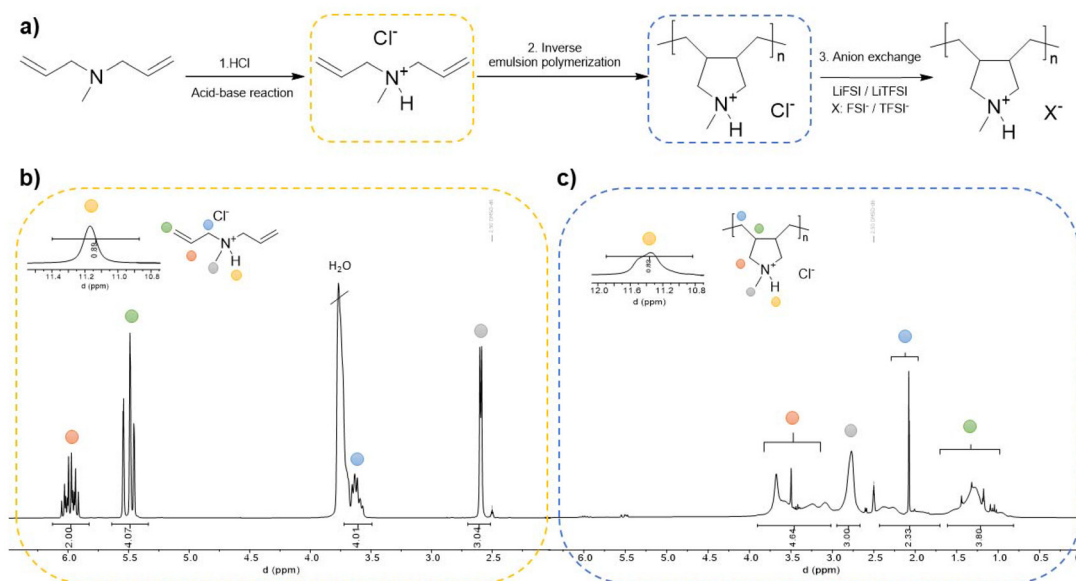 a)
Cl⁻
N
1.HCl
Acid-base reaction
N⁺
H
2. Inverse
emulsion polymerization
n
N⁺
H
Cl⁻
3. Anion exchange
LiFSI / LiTFSI
X: FSI⁻ / TFSI⁻
n
N⁺
H
X⁻
b)
Cl⁻
N⁺
H
0.89
11.4 11.2 11.0 10.8
d (ppm)
H₂O
2.00
4.07
4.01
3.04
6.0 5.5 5.0 4.5 4.0 3.5 3.0 2.5
d (ppm)
c)
n
N⁺
H
Cl⁻
0.83
12.0 11.6 11.2 10.8
d (ppm)
4.64
3.00
2.33
3.80
5.5 5.0 4.5 4.0 3.5 3.0 2.5 2.0 1.5 1.0
d (ppm)